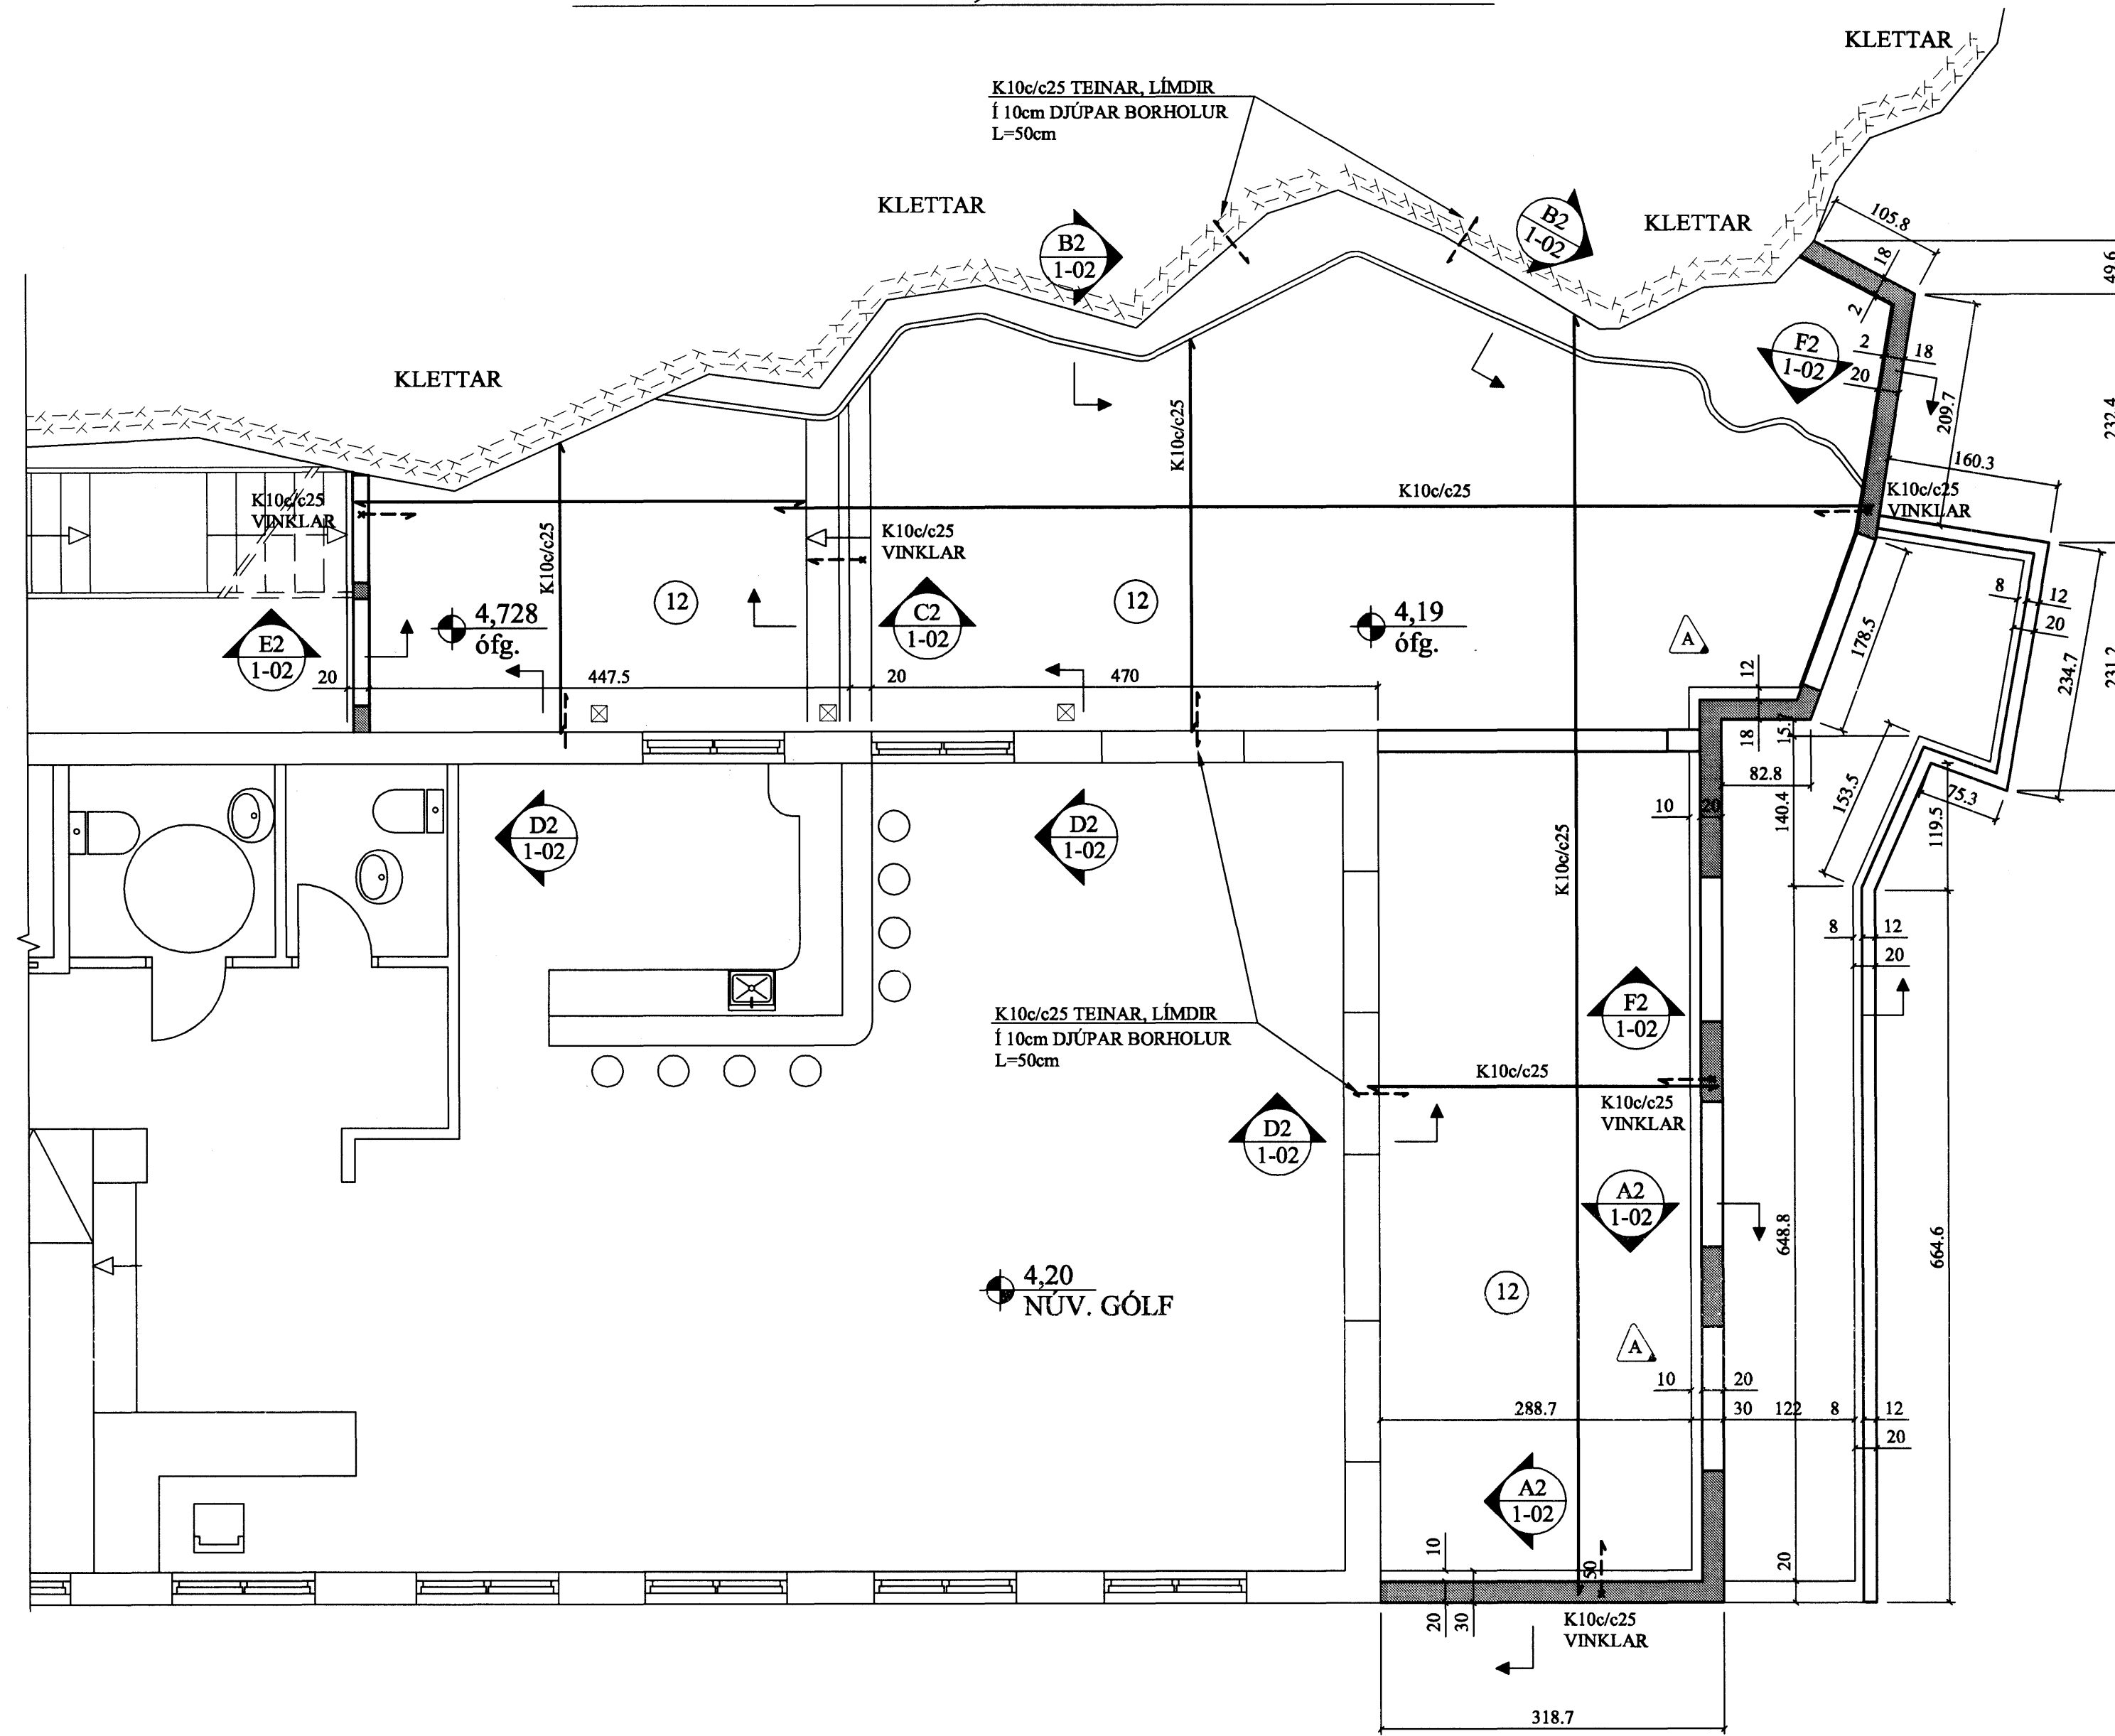 KLETTAR
K10c/c25 TEINAR, LÍMDIR
Í 10cm DJÚPAR BORHOLUR
L=50cm
KLETTAR
B2
1-02
B2
1-02
KLETTAR
105.8
18
2
49.6
KLETTAR
F2
1-02
2
18
20
209.7
232.4
K10c/c25
160.3
K10c/c25
VINKLAR
K10c/c25
K10c/c25
VINKLAR
K10c/c25
K10c/c25
VINKLAR
12
12
4,728
ófg.
C2
1-02
4,19
ófg.
A
E2
1-02
8
12
20
178.5
234.7
231.2
20
447.5
20
470
12
18
15.7
82.8
75.3
153.5
119.5
10
20
140.4
D2
1-02
D2
1-02
K10c/c25
8
12
20
F2
1-02
K10c/c25 TEINAR, LÍMDIR
Í 10cm DJÚPAR BORHOLUR
L=50cm
K10c/c25
K10c/c25
VINKLAR
D2
1-02
A2
1-02
648.8
664.6
4,20
NÚV. GÓLF
12
A
10
20
288.7
30
122
8
12
20
A2
1-02
10
50
20
20
30
K10c/c25
VINKLAR
318.7